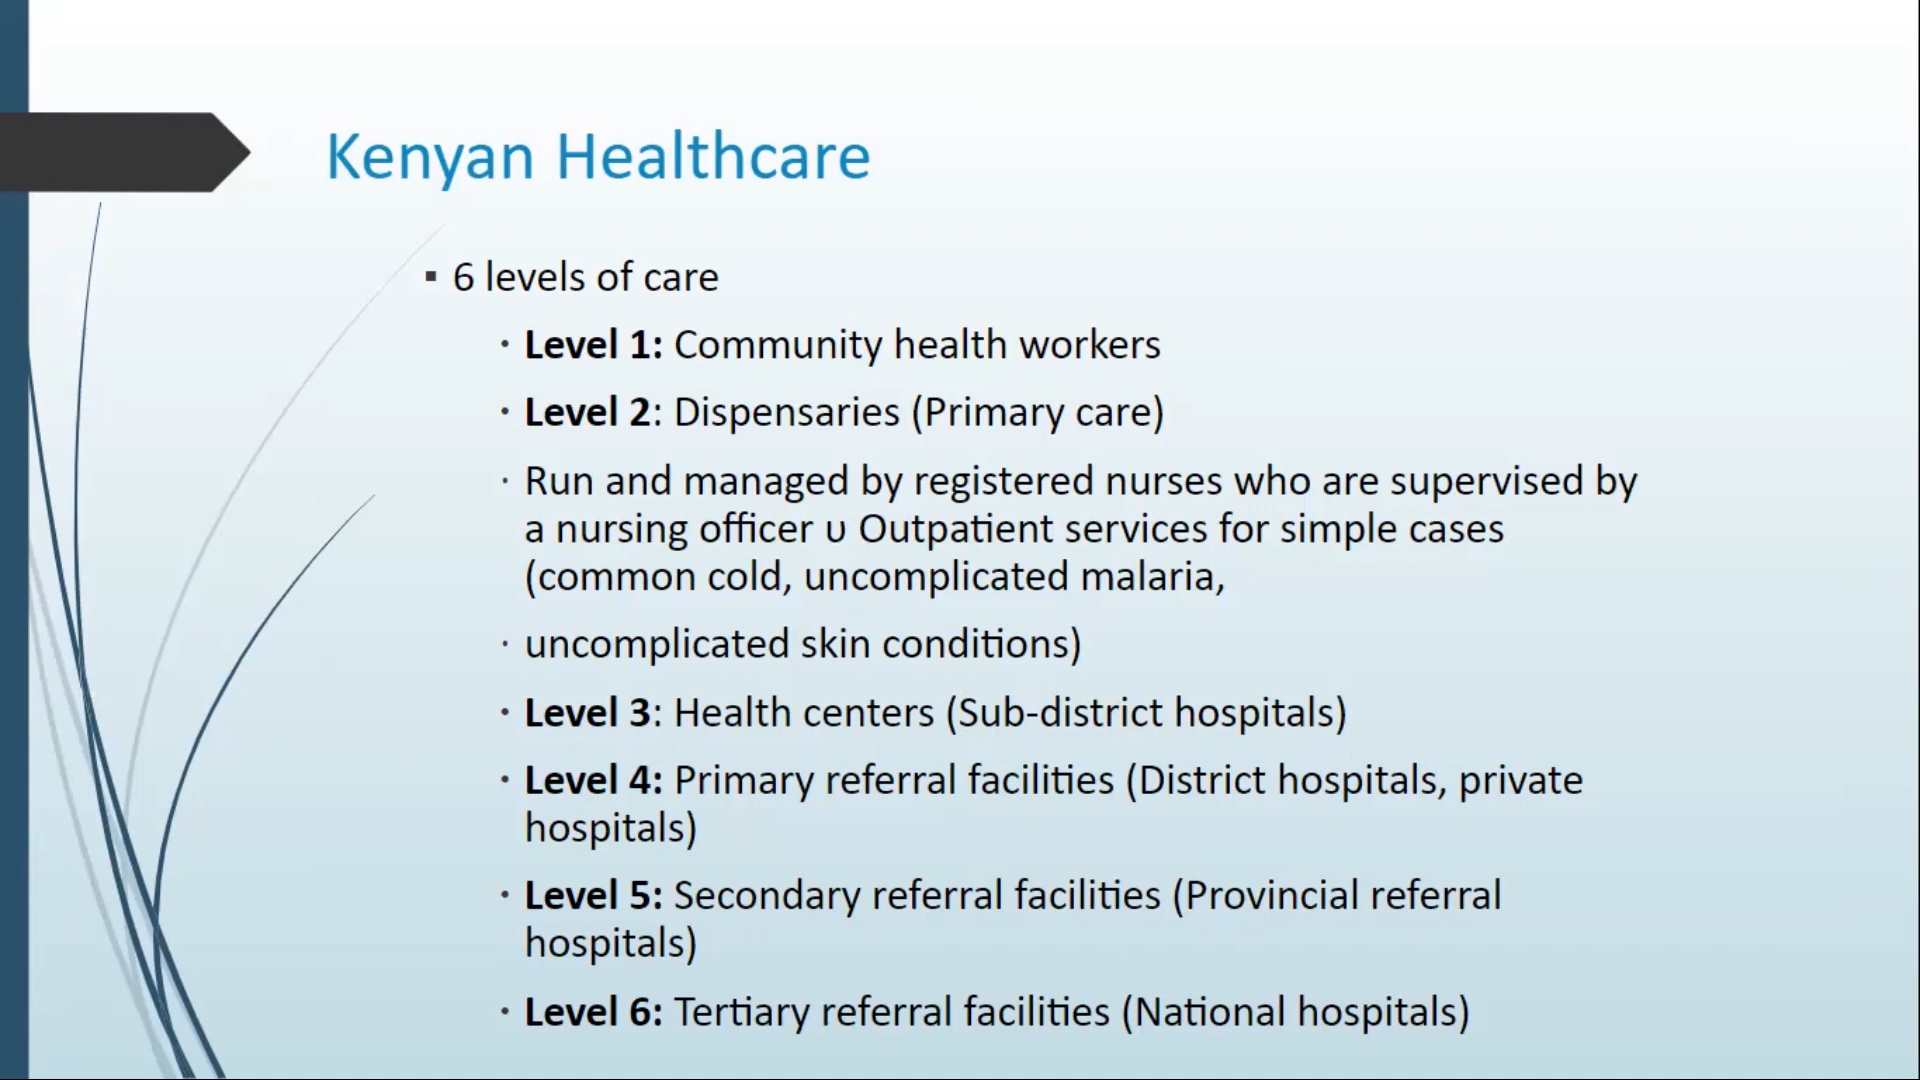 Kenyan Healthcare
▪ 6 levels of care
· Level 1: Community health workers
· Level 2: Dispensaries (Primary care)
· Run and managed by registered nurses who are supervised by
a nursing officer υ Outpatient services for simple cases
(common cold, uncomplicated malaria,
· uncomplicated skin conditions)
· Level 3: Health centers (Sub-district hospitals)
· Level 4: Primary referral facilities (District hospitals, private
hospitals)
· Level 5: Secondary referral facilities (Provincial referral
hospitals)
· Level 6: Tertiary referral facilities (National hospitals)